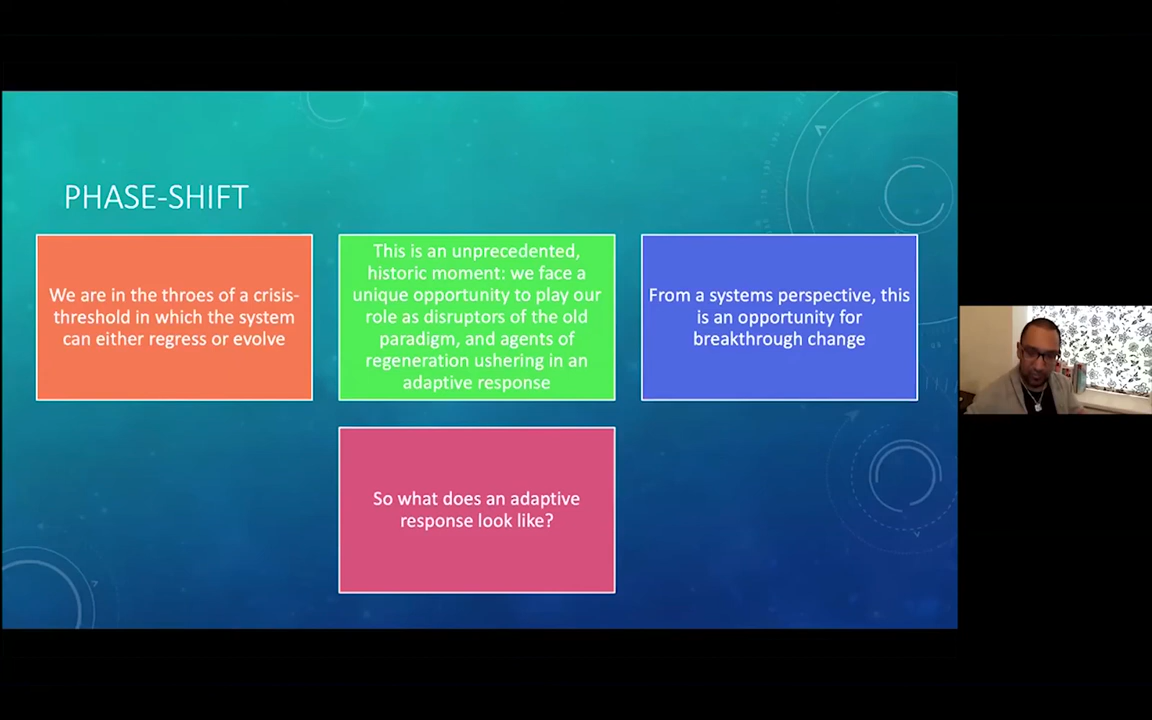 PHASE-SHIFT
We are in the throes of a crisis-
threshold in which the system
can either regress or evolve
This is an unprecedented,
historic moment: we face a
unique opportunity to play our
role as disruptors of the old
paradigm, and agents of
regeneration ushering in an
adaptive response
From a systems perspective, this
is an opportunity for
breakthrough change
So what does an adaptive
response look like?